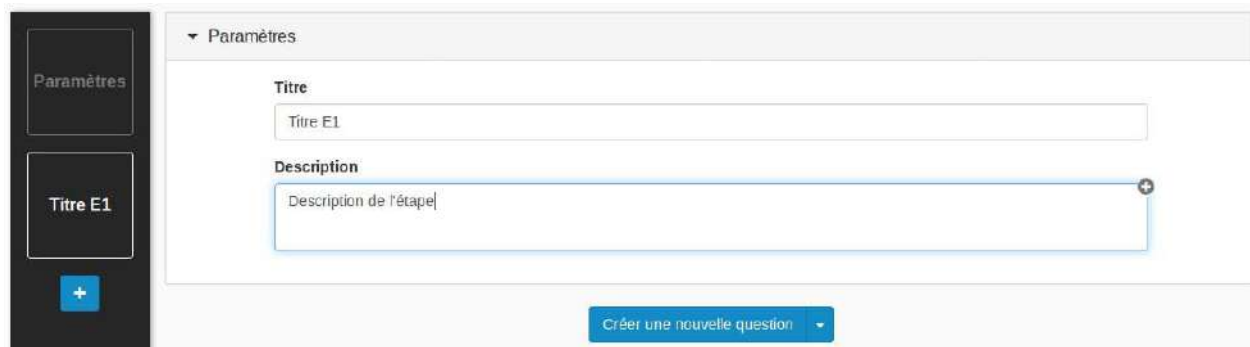 Paramètres
Titre E1
Paramètres
Titre
Titre E1
Description
Description de l'étape
Créer une nouvelle question